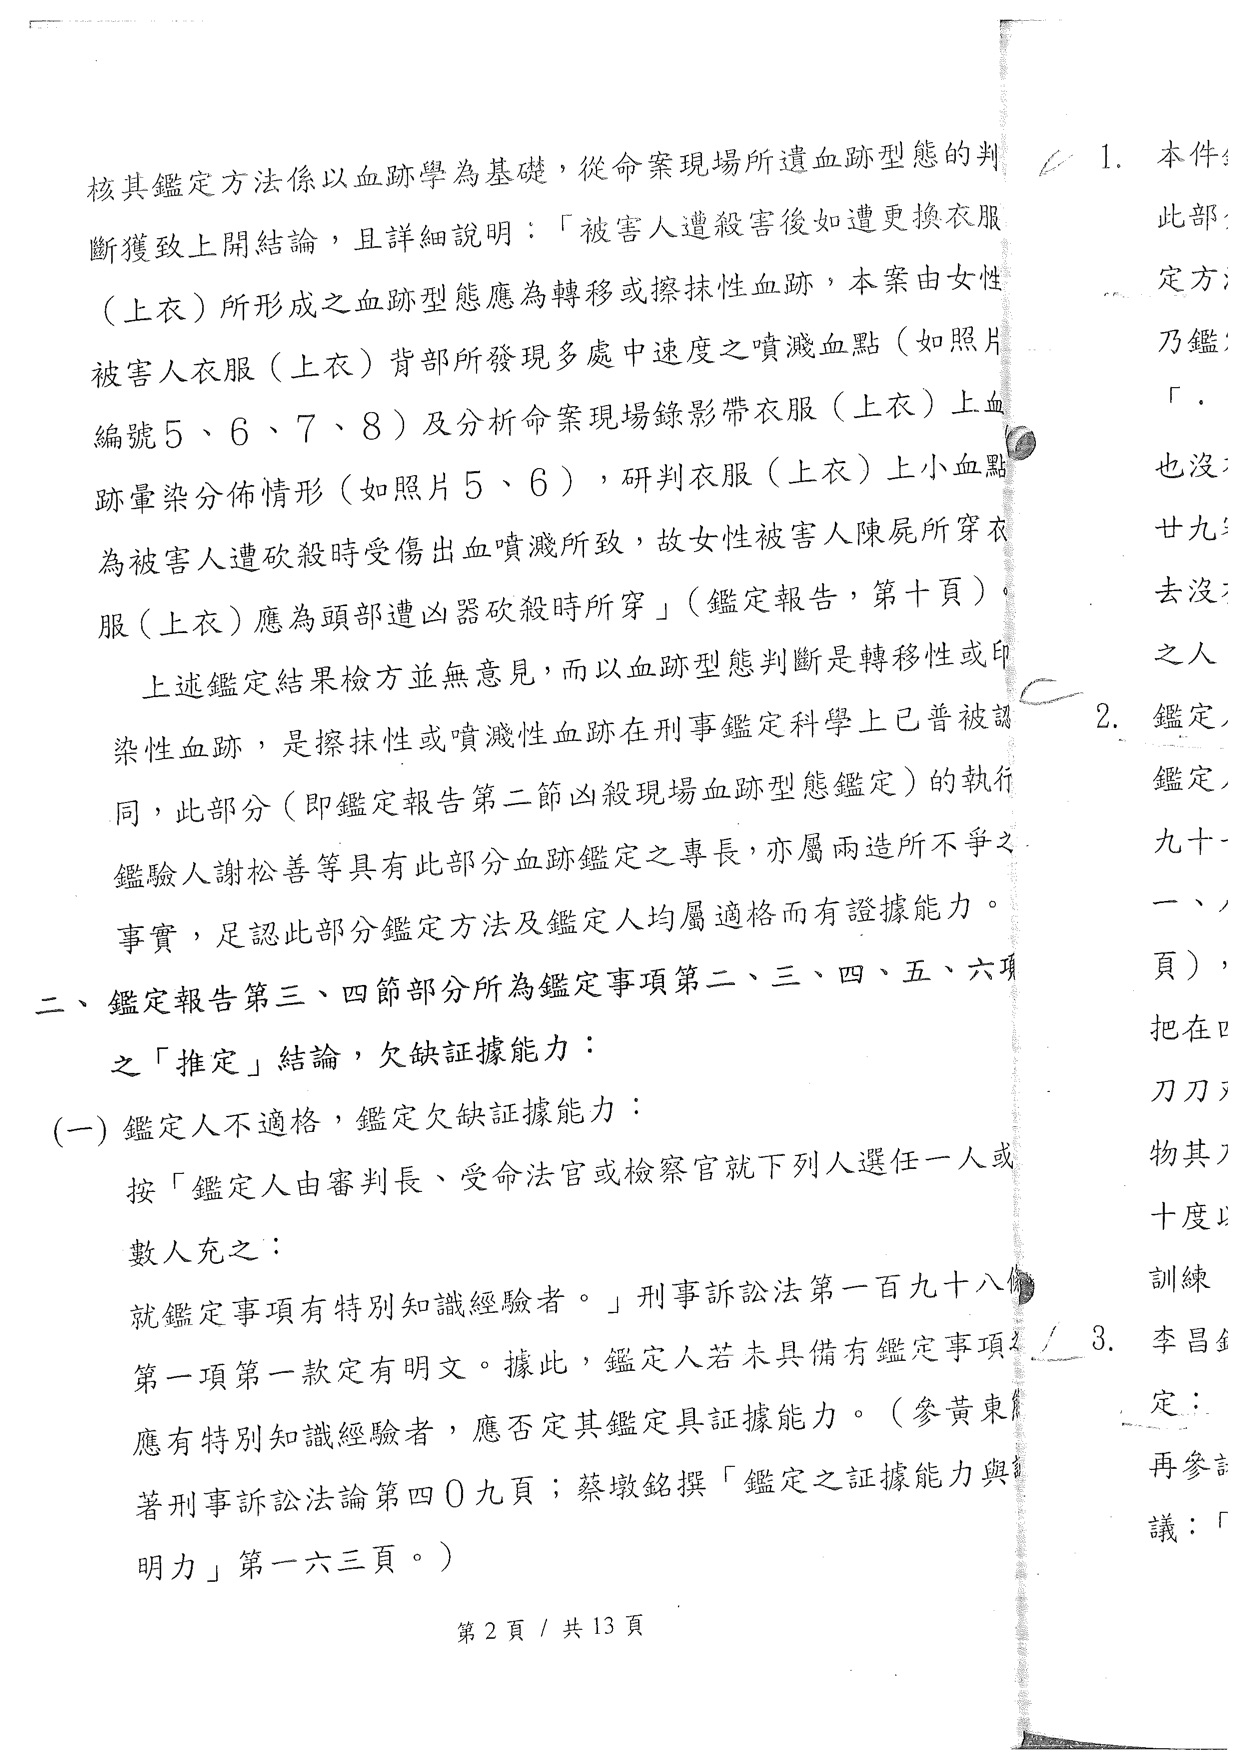 核其鑑定方法係以血跡學為基礎，從命案現場所遺血跡型態的判
斷獲致上開結論，且詳細說明：「被害人遭殺害後如遭更換衣服
（上衣）所形成之血跡型態應為轉移或擦抹性血跡，本案由女性
被害人衣服（上衣）背部所發現多處中速度之噴濺血點（如照片
編號５、６、７、８）及分析命案現場錄影帶衣服（上衣）上血
跡暈染分佈情形（如照片５、６），研判衣服（上衣）上小血點
為被害人遭砍殺時受傷出血噴濺所致，故女性被害人陳屍所穿衣
服（上衣）應為頭部遭凶器砍殺時所穿」（鑑定報告，第十頁）。
上述鑑定結果檢方並無意見，而以血跡型態判斷是轉移性或印
染性血跡，是擦抹性或噴濺性血跡在刑事鑑定科學上已普被認
同，此部分（即鑑定報告第二節凶殺現場血跡型態鑑定）的執行
鑑驗人謝松善等具有此部分血跡鑑定之專長，亦屬兩造所不爭之
事實，足認此部分鑑定方法及鑑定人均屬適格而有證據能力。
二、鑑定報告第三、四節部分所為鑑定事項第二、三、四、五、六項
之「推定」結論，欠缺証據能力：
(一) 鑑定人不適格，鑑定欠缺証據能力：
按「鑑定人由審判長、受命法官或檢察官就下列人選任一人或
數人充之：
就鑑定事項有特別知識經驗者。」刑事訴訟法第一百九十八條
第一項第一款定有明文。據此，鑑定人若未具備有鑑定事項
應有特別知識經驗者，應否定其鑑定具証據能力。（參黃東
著刑事訴訟法論第四０九頁；蔡墩銘撰「鑑定之証據能力與
明力」第一六三頁。）
第 2 頁 / 共 13 頁
1. 本件
此部
定方
乃鑑
「．
也沒
廿九
去沒
之人
2. 鑑定
鑑定
九十
一、
頁），
把在
刀刀
物其
十度
訓練
3. 李昌
定：
再參
議：「